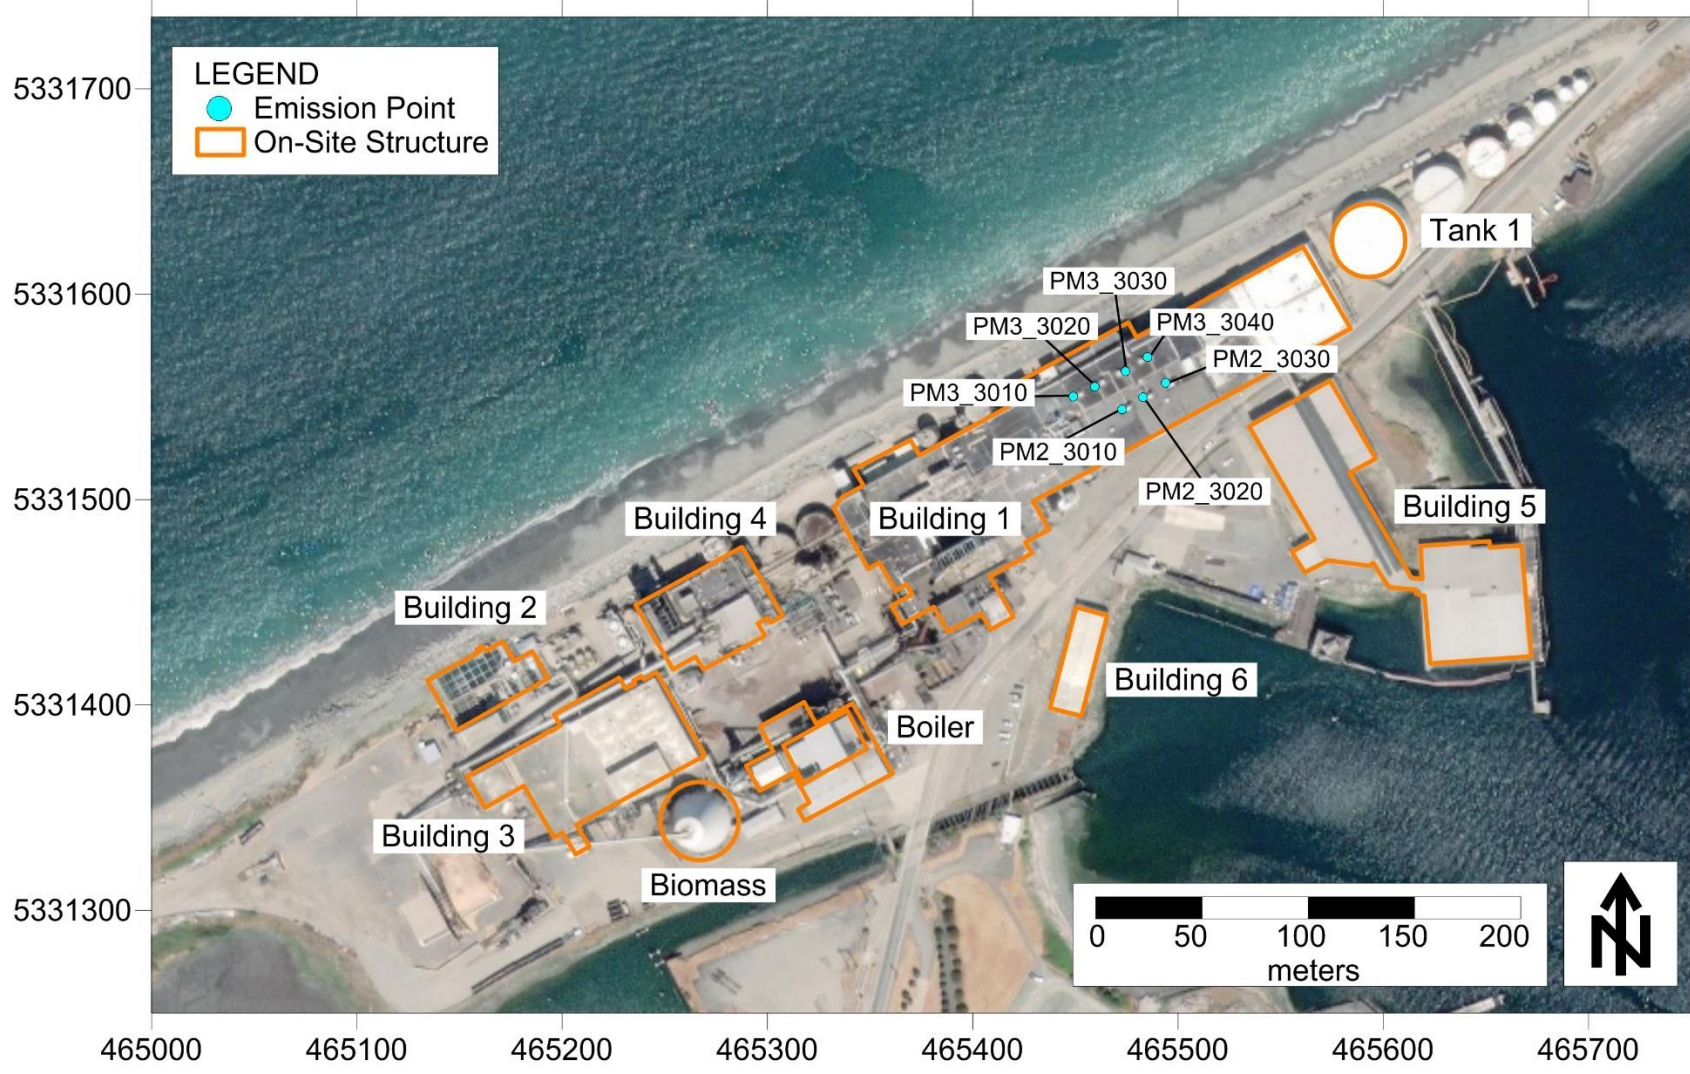 LEGEND
Emission Point
On-Site Structure
5331700
5331600
5331500
5331400
5331300
Tank 1
PM3_3030
PM3_3020
PM3_3040
PM2_3030
PM3_3010
PM2_3010
PM2_3020
Building 5
Building 4
Building 1
Building 2
Building 6
Boiler
Building 3
Biomass
0 50 100 150 200
meters
N
465000 465100 465200 465300 465400 465500 465600 465700